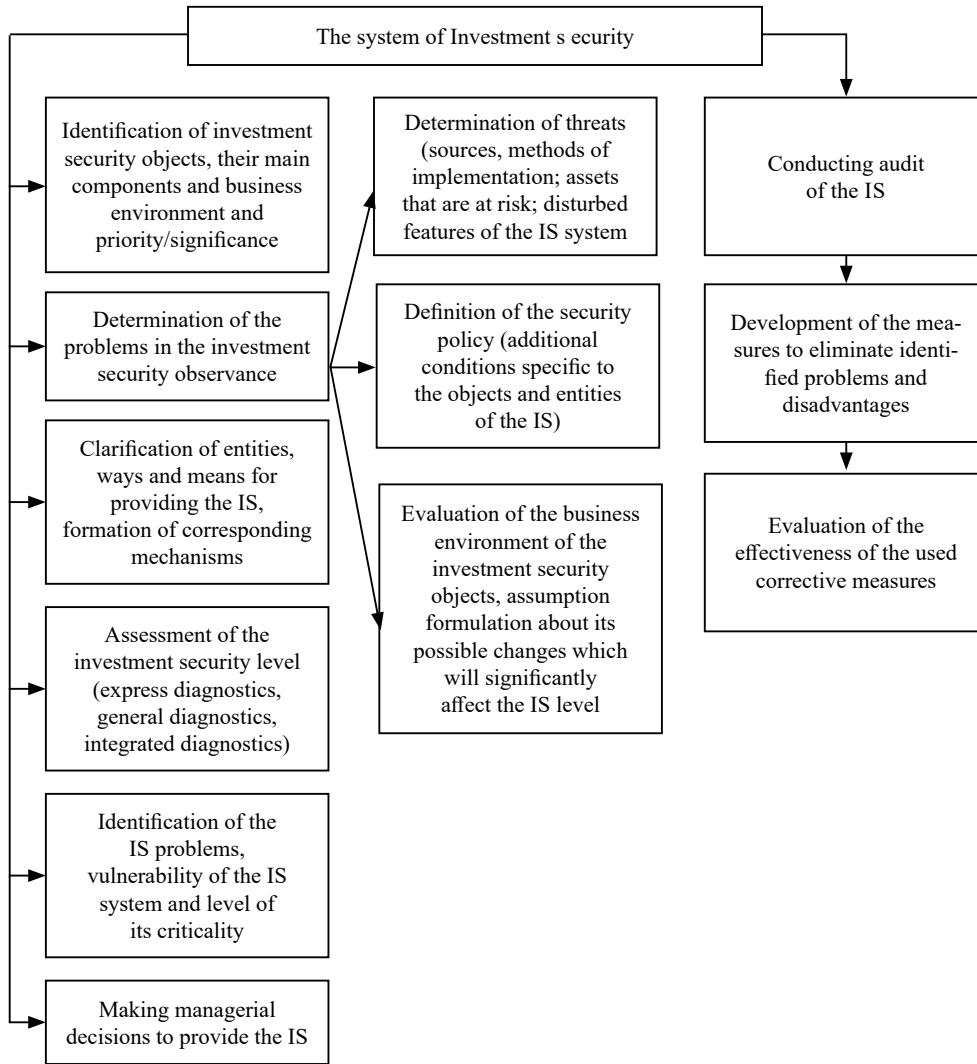 The system of Investment s ecurity
Identification of investment
security objects, their main
components and business
environment and
priority/significance
Determination of the
problems in the investment
security observance
Clarification of entities,
ways and means for
providing the IS,
formation of corresponding
mechanisms
Assessment of the
investment security level
(express diagnostics,
general diagnostics,
integrated diagnostics)
Identification of the
IS problems,
vulnerability of the IS
system and level of
its criticality
Making managerial
decisions to provide the IS
Determination of threats
(sources, methods of
implementation; assets
that are at risk; disturbed
features of the IS system
Definition of the security
policy (additional
conditions specific to
the objects and entities
of the IS)
Evaluation of the business
environment of the
investment security
objects, assumption
formulation about its
possible changes which
will significantly
affect the IS level
Conducting audit
of the IS
Development of the mea-
sures to eliminate identi-
fied problems and
disadvantages
Evaluation of the
effectiveness of the used
corrective measures